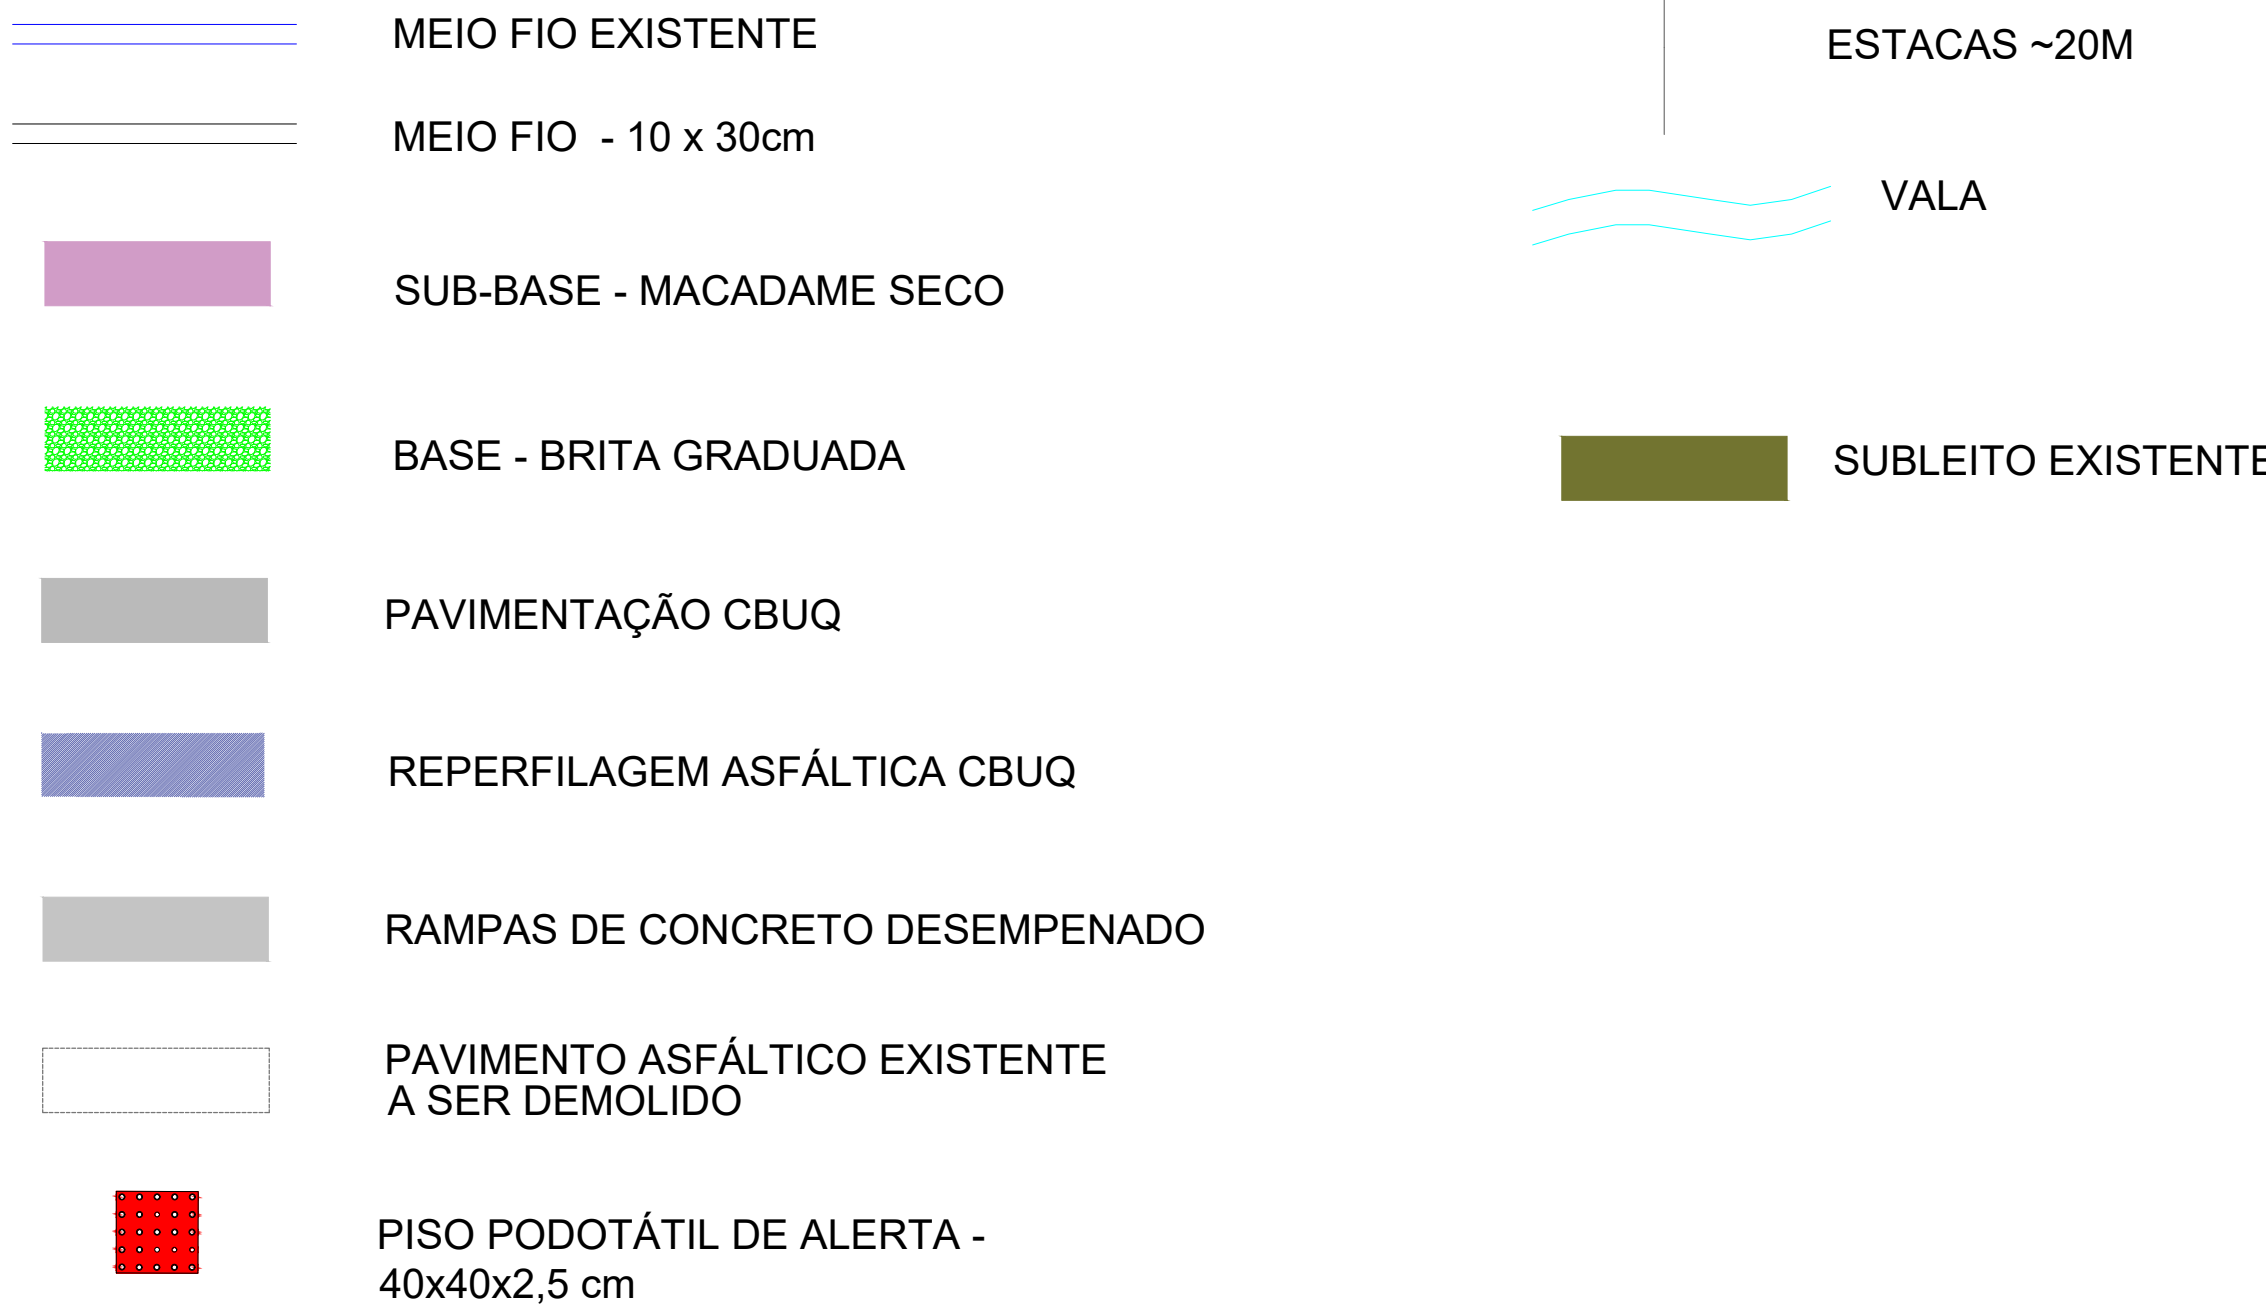 MEIO FIO EXISTENTE
MEIO FIO - 10 x 30cm
SUB-BASE - MACADAME SECO
BASE - BRITA GRADUADA
PAVIMENTAÇÃO CBUQ
REPERFILAGEM ASFÁLTICA CBUQ
RAMPAS DE CONCRETO DESEMPENADO
PAVIMENTO ASFÁLTICO EXISTENTE
A SER DEMOLIDO
PISO PODOTÁTIL DE ALERTA -
40x40x2,5 cm
ESTACAS ~20M
VALA
SUBLEITO EXISTENTE